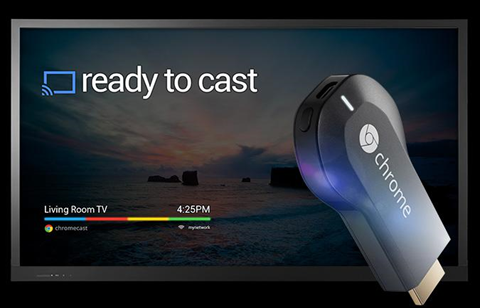 ready to cast
Living Room TV 4:25PM
chromecast mynetwork
chrome